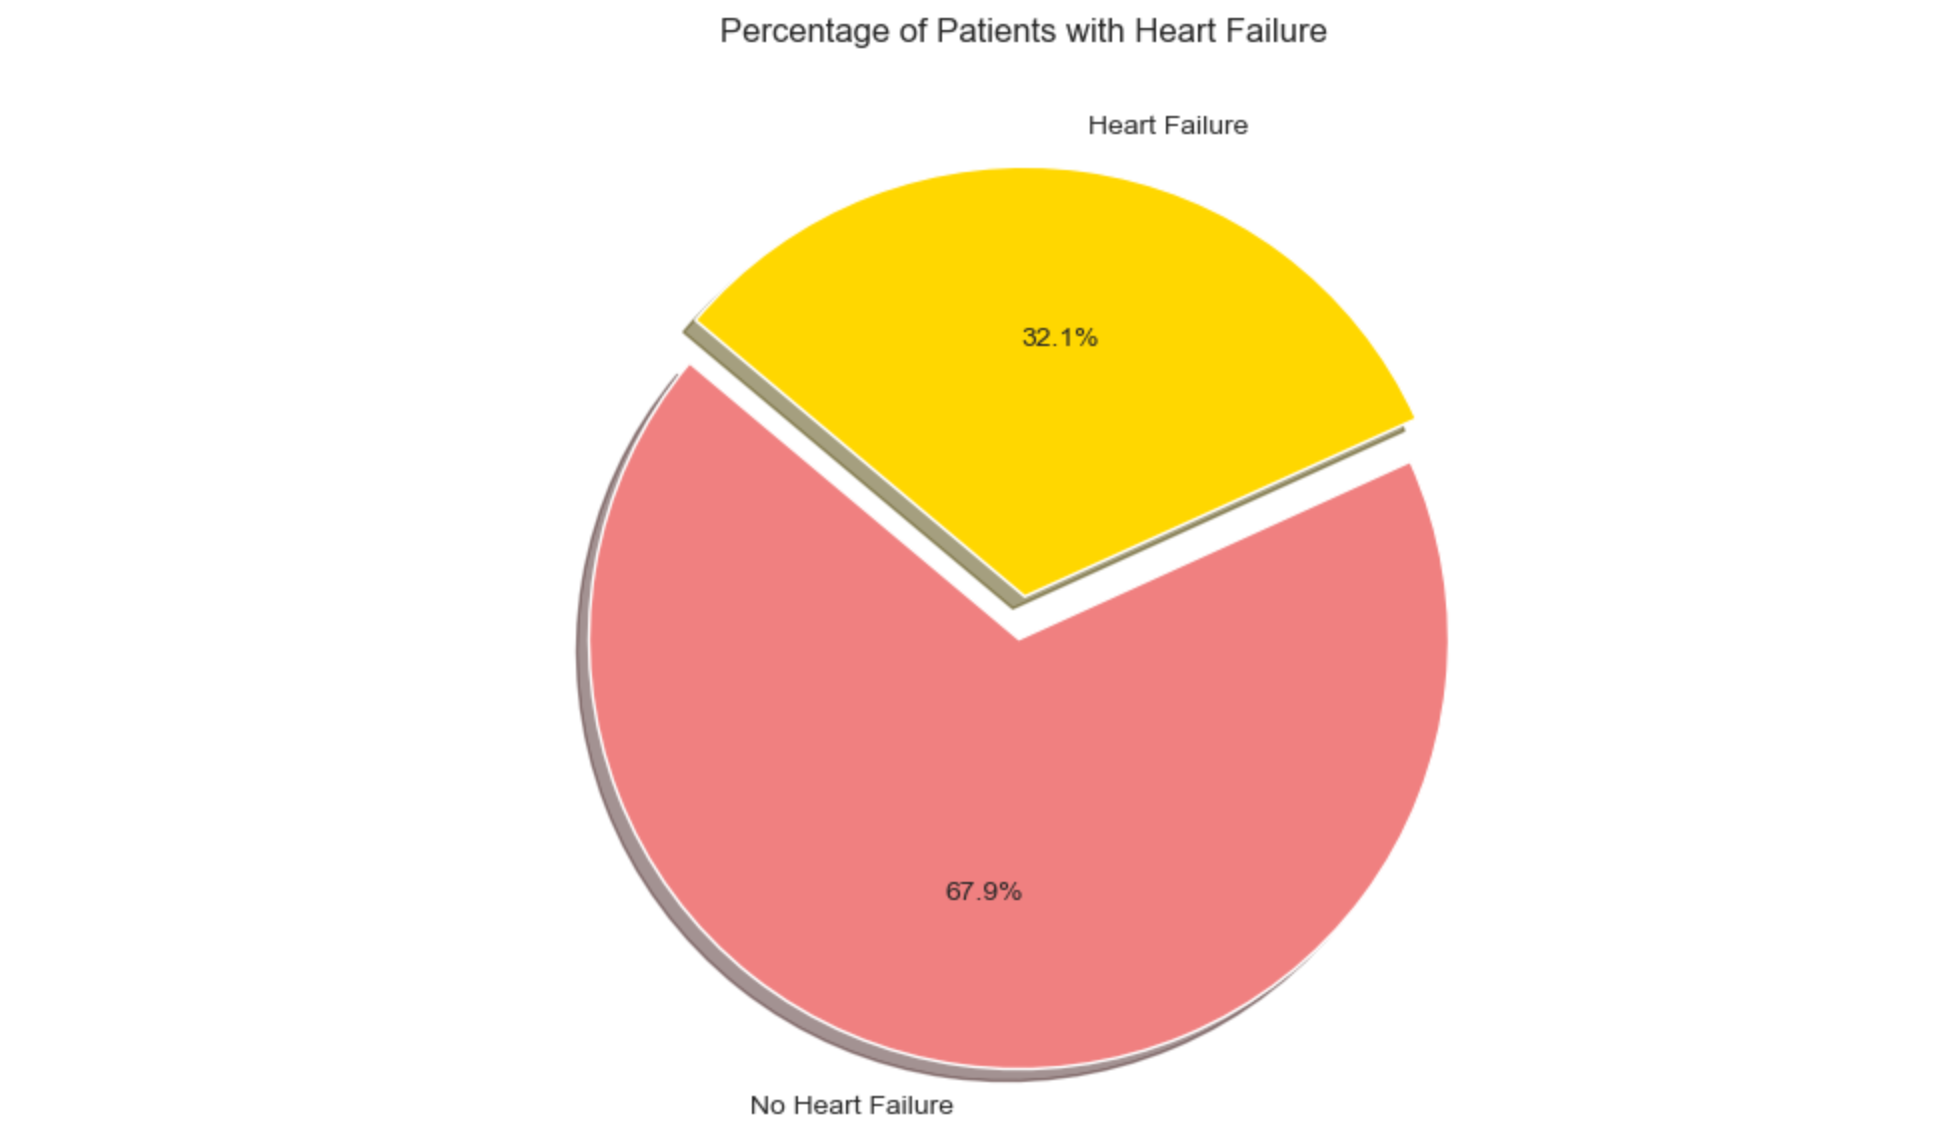 Percentage of Patients with Heart Failure
Heart Failure
32.1%
67.9%
No Heart Failure